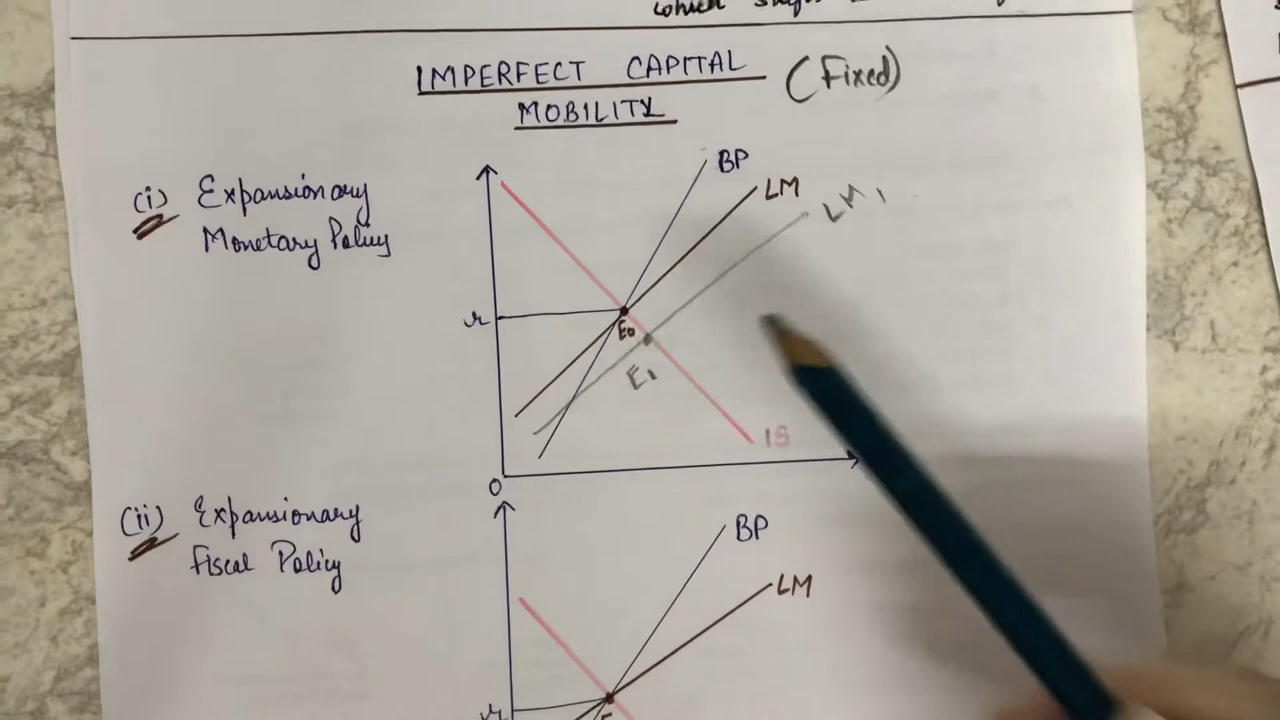 which
IMPERFECT CAPITAL (Fixed)
MOBILITY
(i) Expansionary
Monetary Policy
BP
LM
LM1
r
E0
E1
IS
O
(ii) Expansionary
Fiscal Policy
BP
LM
r
E